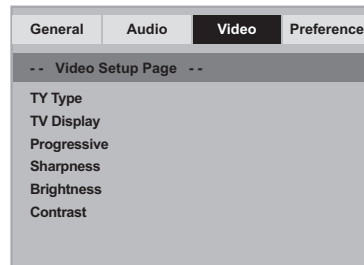 General Audio Video Preference
- - Video Setup Page - -
TY Type
TV Display
Progressive
Sharpness
Brightness
Contrast